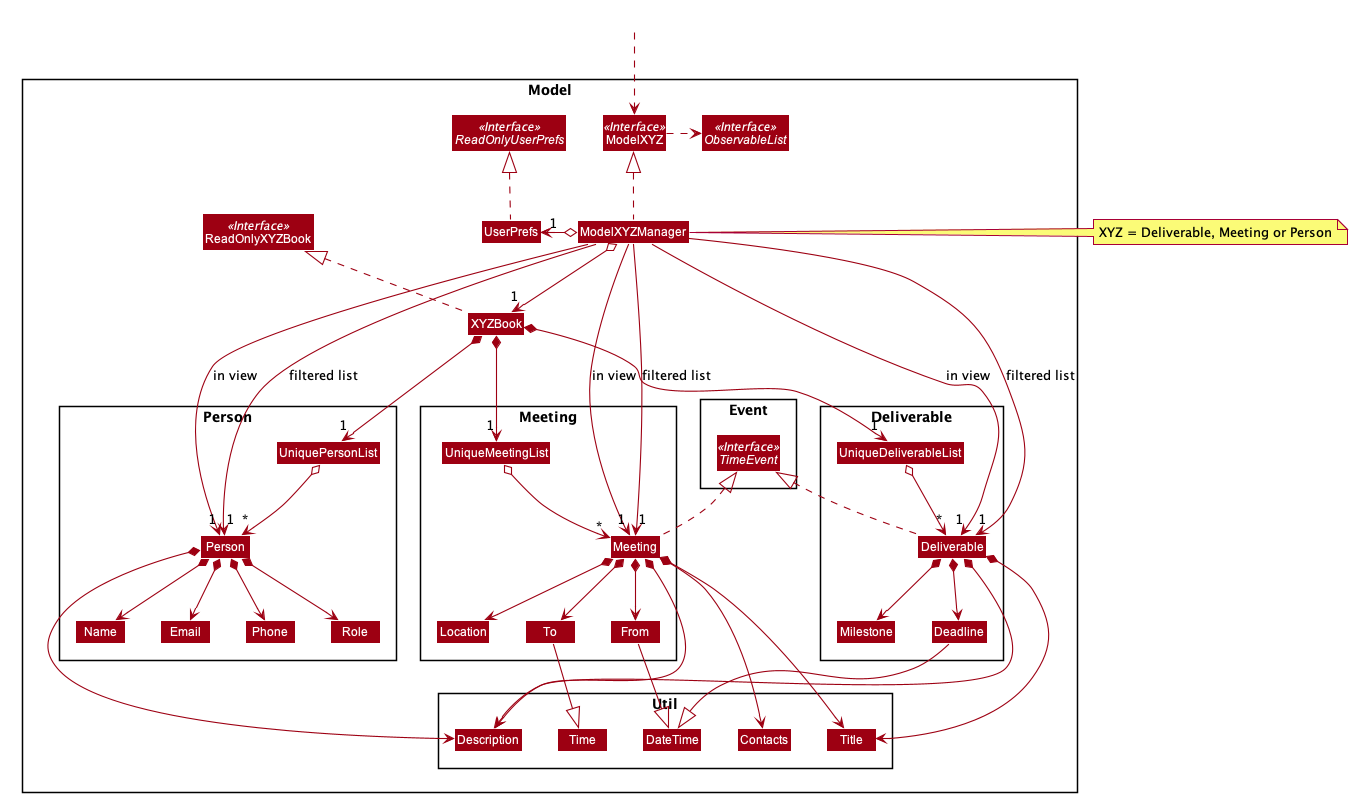 Model
«Interface»
ReadOnlyUserPrefs
«Interface»
ModelXYZ
«Interface»
ObservableList
«Interface»
ReadOnlyXYZBook
UserPrefs
1
ModelXYZManager
XYZ = Deliverable, Meeting or Person
1
XYZBook
in view
filtered list
in view
filtered list
in view
filtered list
Person
Meeting
Event
Deliverable
1
UniquePersonList
1
UniqueMeetingList
«Interface»
TimeEvent
1
UniqueDeliverableList
1
1
*
*
1
1
*
1
1
Person
Meeting
Deliverable
Name
Email
Phone
Role
Location
To
From
Milestone
Deadline
Util
Description
Time
DateTime
Contacts
Title